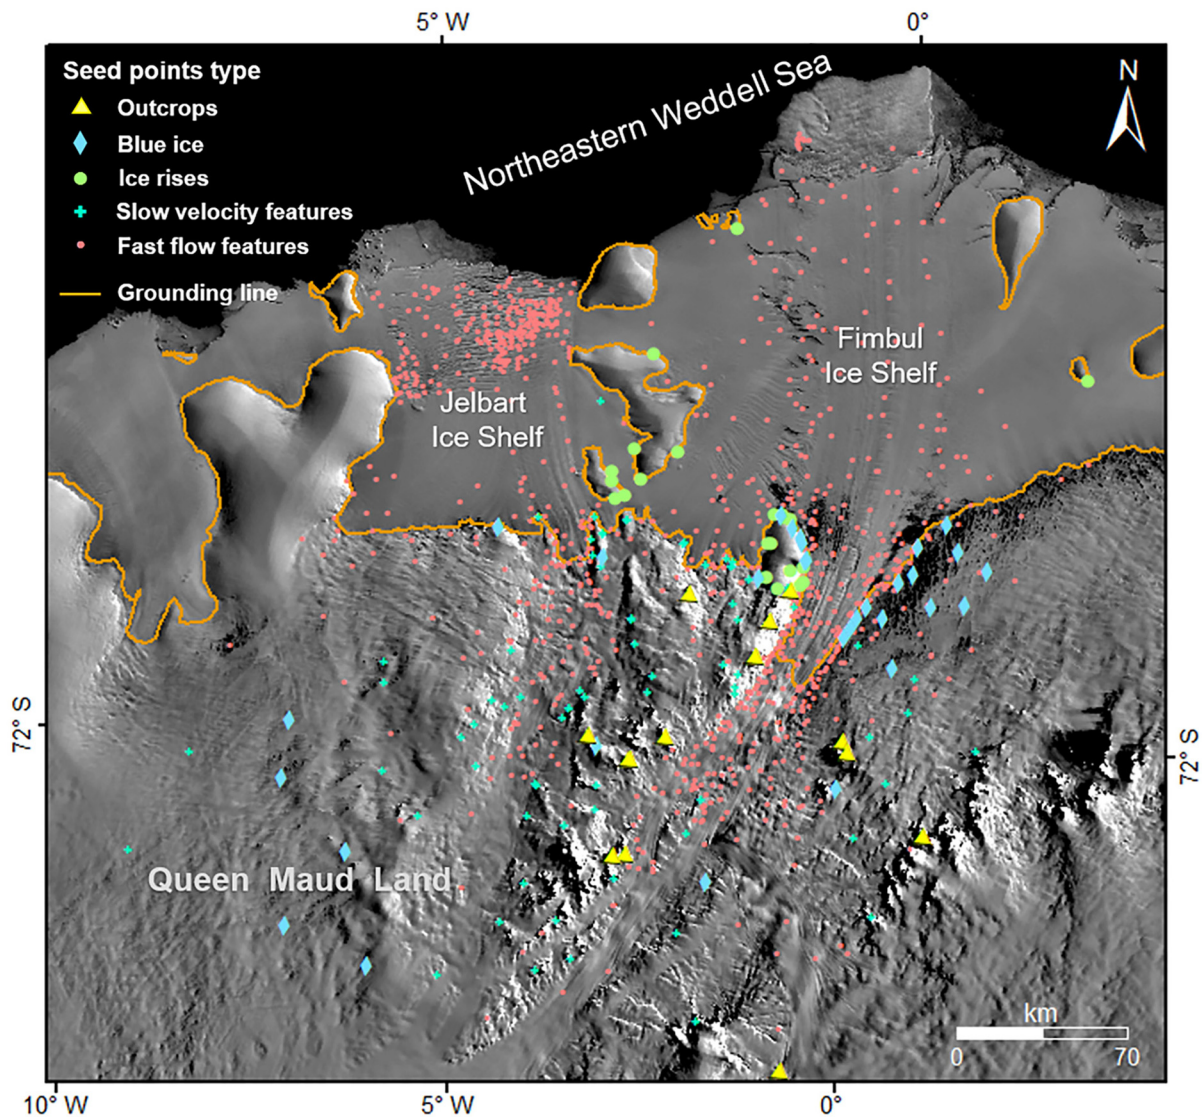 5° W 0°
Seed points type
Outcrops
Blue ice
Ice rises
Slow velocity features
Fast flow features
Grounding line
Northeastern Weddell Sea
N
Fimbul
Ice Shelf
Jelbart
Ice Shelf
72° S
72° S
Queen Maud Land
km
0 70
10° W 5° W 0°